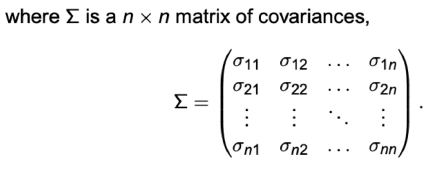 where Σ is a n × n matrix of covariances,
Σ = ( σ11 σ12 … σ1n
σ21 σ22 … σ2n
⋮ ⋮ ⋱ ⋮
σn1 σn2 … σnn ) .